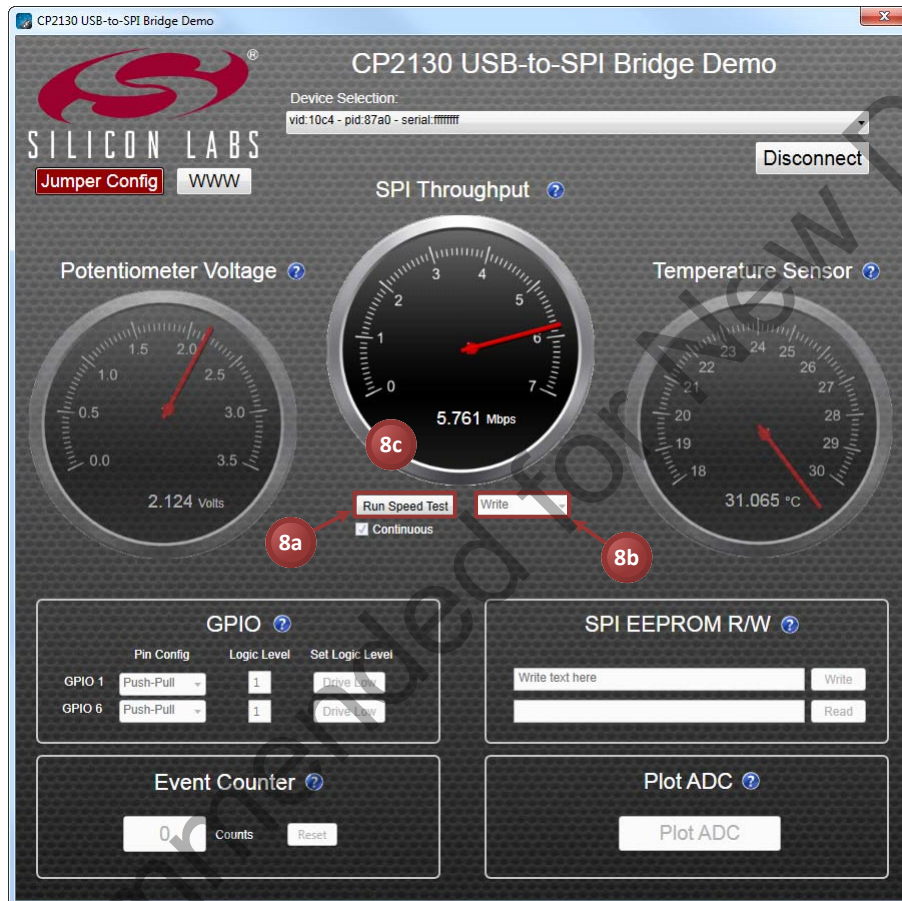 CP2130 USB-to-SPI Bridge Demo
x
CP2130 USB-to-SPI Bridge Demo
®
SILICON LABS
Device Selection:
vid:10c4 - pid:87a0 - serial:ffffffff
Disconnect
Jumper Config WWW
SPI Throughput ?
Potentiometer Voltage ?
Temperature Sensor ?
0 1 2 3 4 5 6 7
5.761 Mbps
0.0 0.5 1.0 1.5 2.0 2.5 3.0 3.5
2.124 Volts
18 19 20 21 22 23 24 25 26 27 28 29 30
31.065 °C
8c
Run Speed Test Write
Continuous
8a
8b
GPIO ?
Pin Config Logic Level Set Logic Level
GPIO 1 Push-Pull 1 Drive Low
GPIO 6 Push-Pull 1 Drive Low
SPI EEPROM R/W ?
Write text here Write
Read
Event Counter ?
0 Counts Reset
Plot ADC ?
Plot ADC
mmended for New